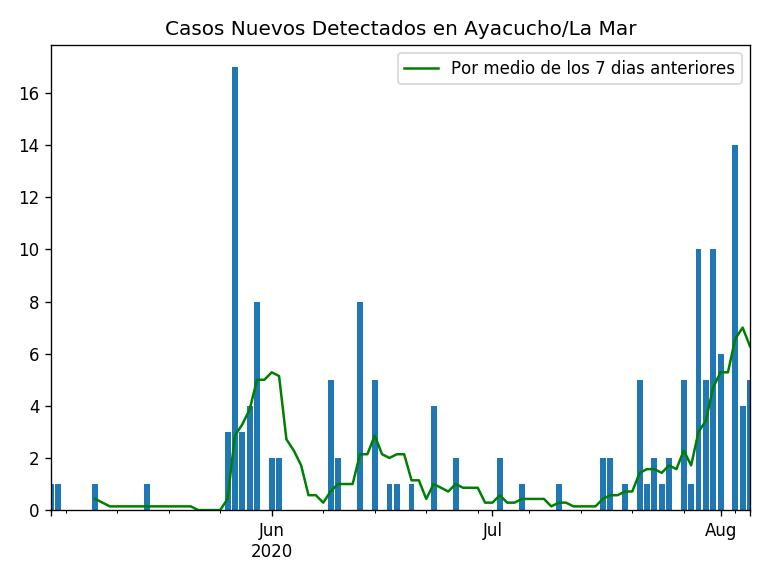 Casos Nuevos Detectados en Ayacucho/La Mar
Por medio de los 7 dias anteriores
16
14
12
10
8
6
4
2
0
Jun
2020
Jul
Aug